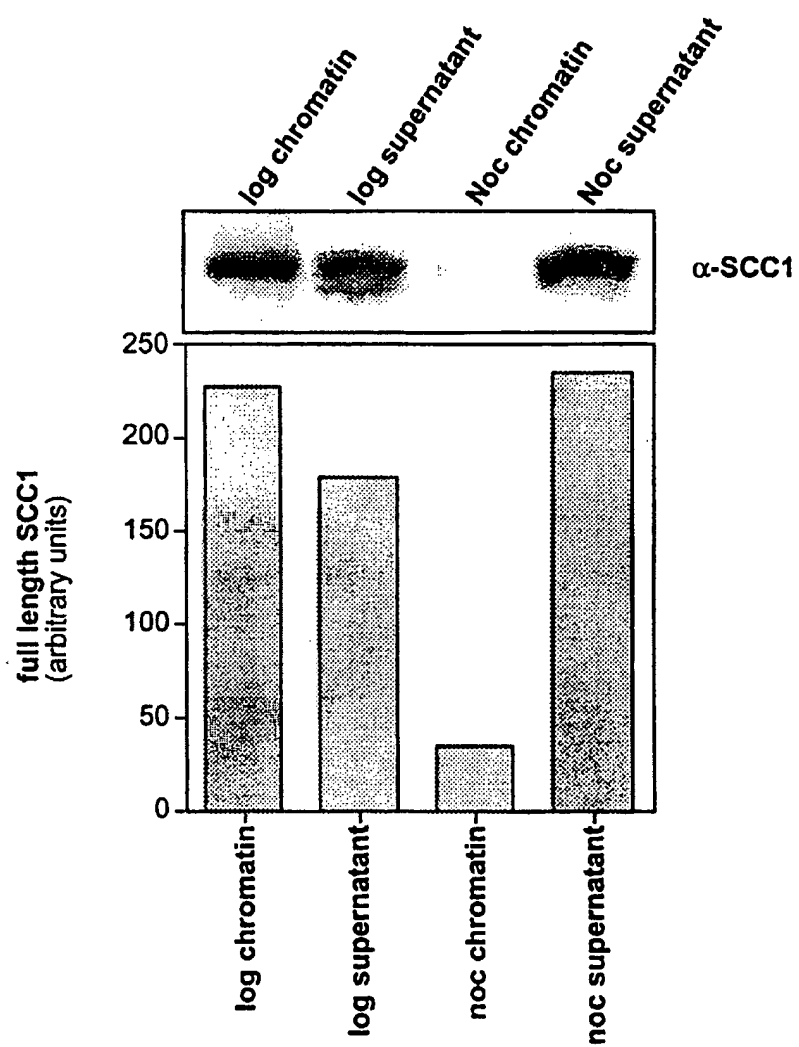 log chromatin
log supernatant
Noc chromatin
Noc supernatant
α-SCC1
250
200
150
100
50
0
full length SCC1
(arbitrary units)
log chromatin
log supernatant
noc chromatin
noc supernatant